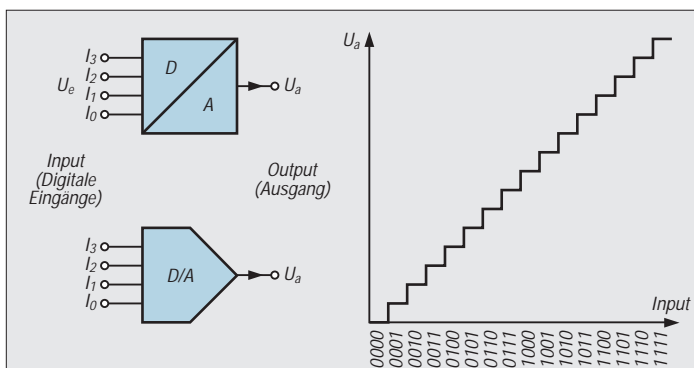 I₃
I₂
I₁
I₀
Uₑ
D
A
Uₐ
Input
(Digitale
Eingänge)
Output
(Ausgang)
I₃
I₂
I₁
I₀
D/A
Uₐ
Uₐ
Input
0000
0001
0010
0011
0100
0101
0110
0111
1000
1001
1010
1011
1100
1101
1110
1111